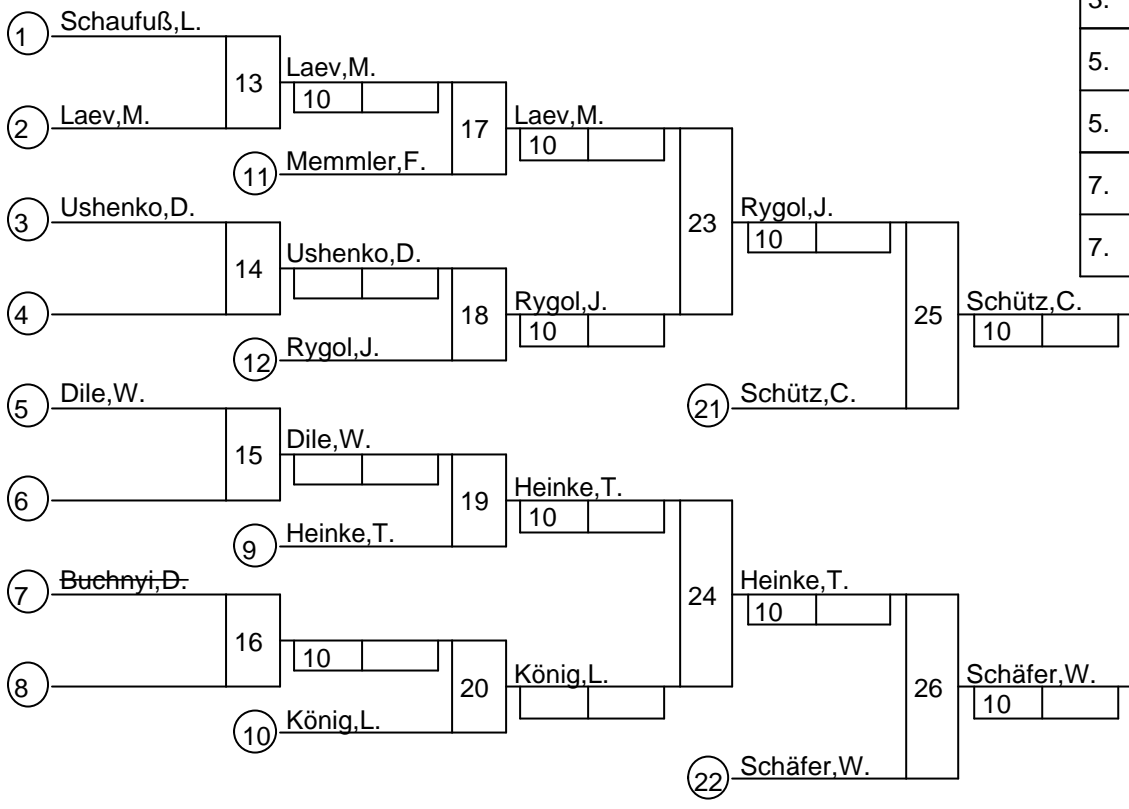 3.
1 Schaufuß,L.
13 Laev,M.
10
5.
2 Laev,M.
17 Laev,M.
10
5.
11 Memmler,F.
7.
3 Ushenko,D.
23 Rygol,J.
10
14 Ushenko,D.
7.
4
18 Rygol,J.
10
25 Schütz,C.
10
12 Rygol,J.
5 Dile,W.
21 Schütz,C.
15 Dile,W.
6
19 Heinke,T.
10
9 Heinke,T.
7 Buchnyi,D.
24 Heinke,T.
10
16
10
8
20 König,L.
26 Schäfer,W.
10
10 König,L.
22 Schäfer,W.